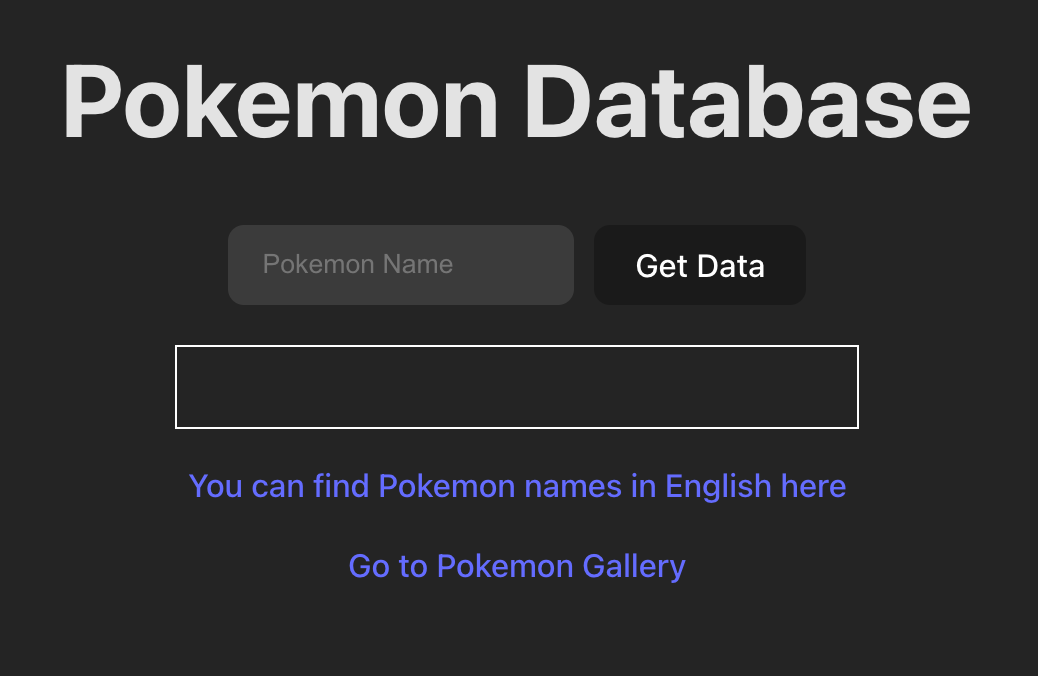 Pokemon Database
Pokemon Name
Get Data
You can find Pokemon names in English here
Go to Pokemon Gallery